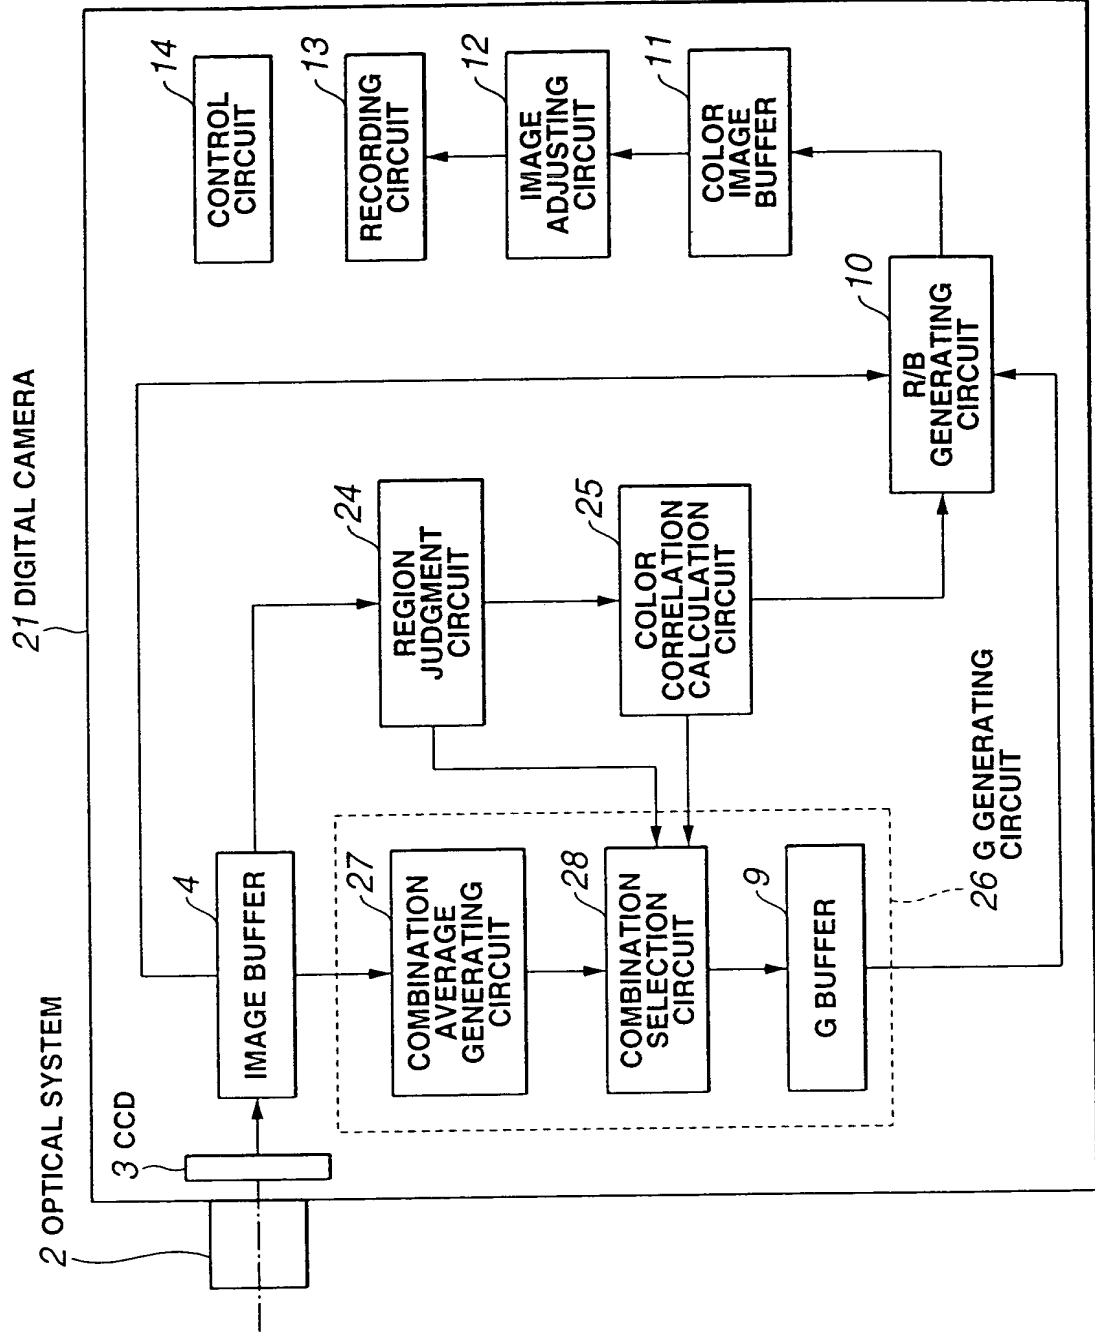 21 DIGITAL CAMERA
2 OPTICAL SYSTEM
3 CCD
4
IMAGE BUFFER
27
COMBINATION
AVERAGE
GENERATING
CIRCUIT
28
COMBINATION
SELECTION
CIRCUIT
9
G BUFFER
26 G GENERATING
CIRCUIT
24
REGION
JUDGMENT
CIRCUIT
25
COLOR
CORRELATION
CALCULATION
CIRCUIT
10
R/B
GENERATING
CIRCUIT
14
CONTROL
CIRCUIT
13
RECORDING
CIRCUIT
12
IMAGE
ADJUSTING
CIRCUIT
11
COLOR
IMAGE
BUFFER